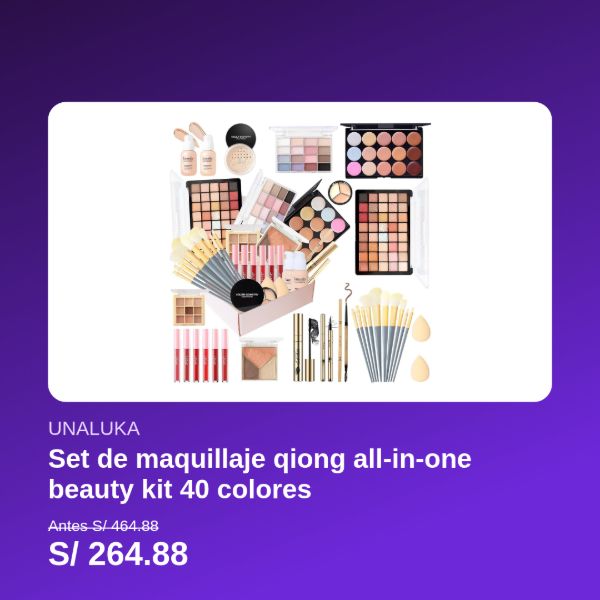 UNALUKA
Set de maquillaje qiong all-in-one
beauty kit 40 colores
Antes S/ 464.88
S/ 264.88